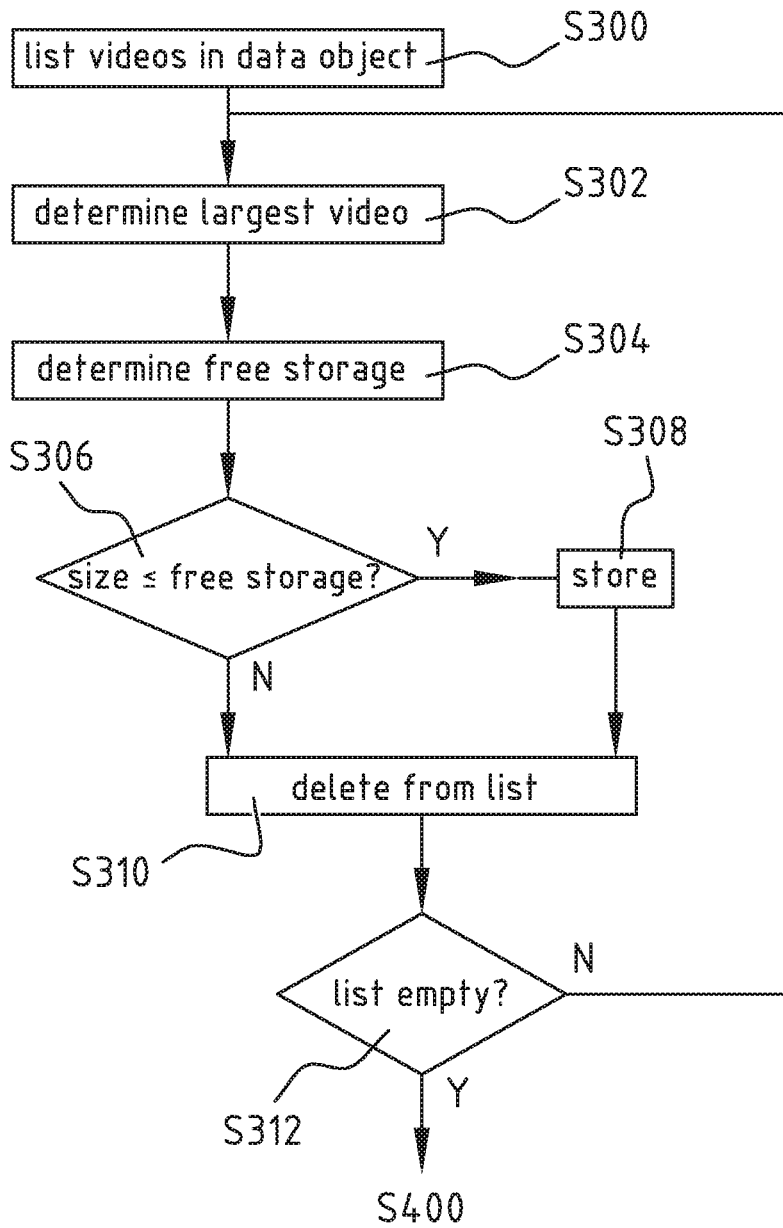 list videos in data object
S300
determine largest video
S302
determine free storage
S304
S306
size ≤ free storage?
Y
S308
store
N
delete from list
S310
list empty?
N
S312
Y
S400